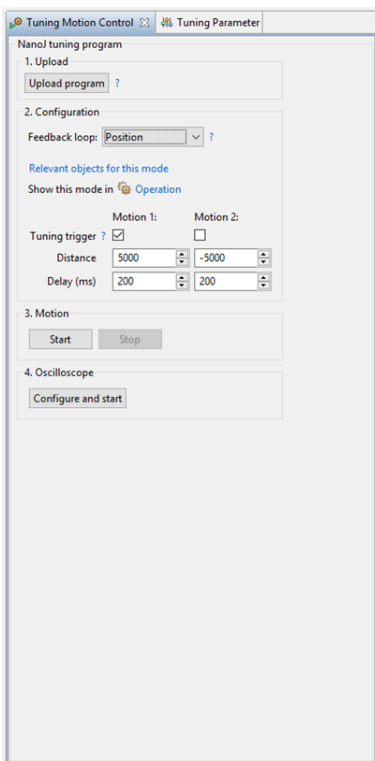 Tuning Motion Control Tuning Parameter
NanoJ tuning program
1. Upload
Upload program ?
2. Configuration
Feedback loop: Position ?
Relevant objects for this mode
Show this mode in Operation
Motion 1: Motion 2:
Tuning trigger ?
Distance 5000 -5000
Delay (ms) 200 200
3. Motion
Start Stop
4. Oscilloscope
Configure and start